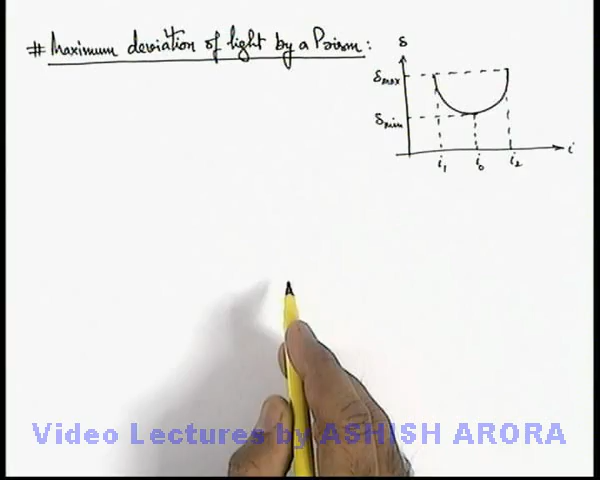 # Maximum deviation of light by a Prism :
δ
δmax
δmin
i₁ i₀ i₂ i
Video Lectures by ASHISH ARORA